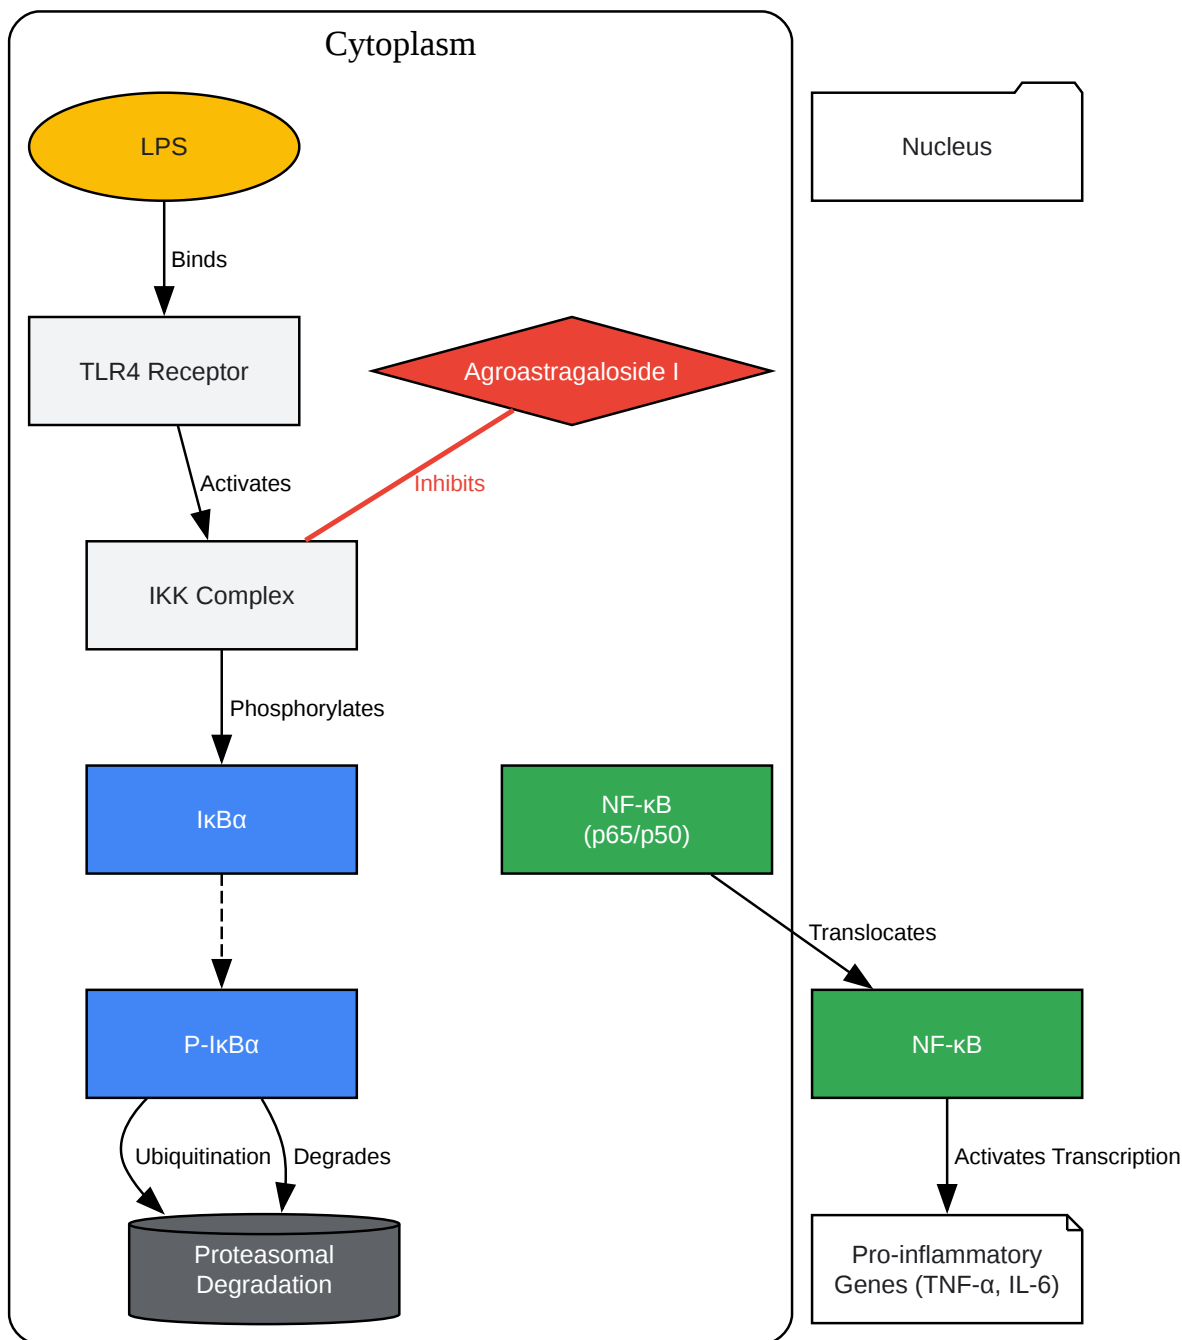 Cytoplasm
LPS
Nucleus
Binds
TLR4 Receptor
Agroastragaloside I
Activates
Inhibits
IKK Complex
Phosphorylates
IκBα
NF-κB
(p65/p50)
Translocates
P-IκBα
NF-κB
Ubiquitination
Degrades
Activates Transcription
Proteasomal
Degradation
Pro-inflammatory
Genes (TNF-α, IL-6)